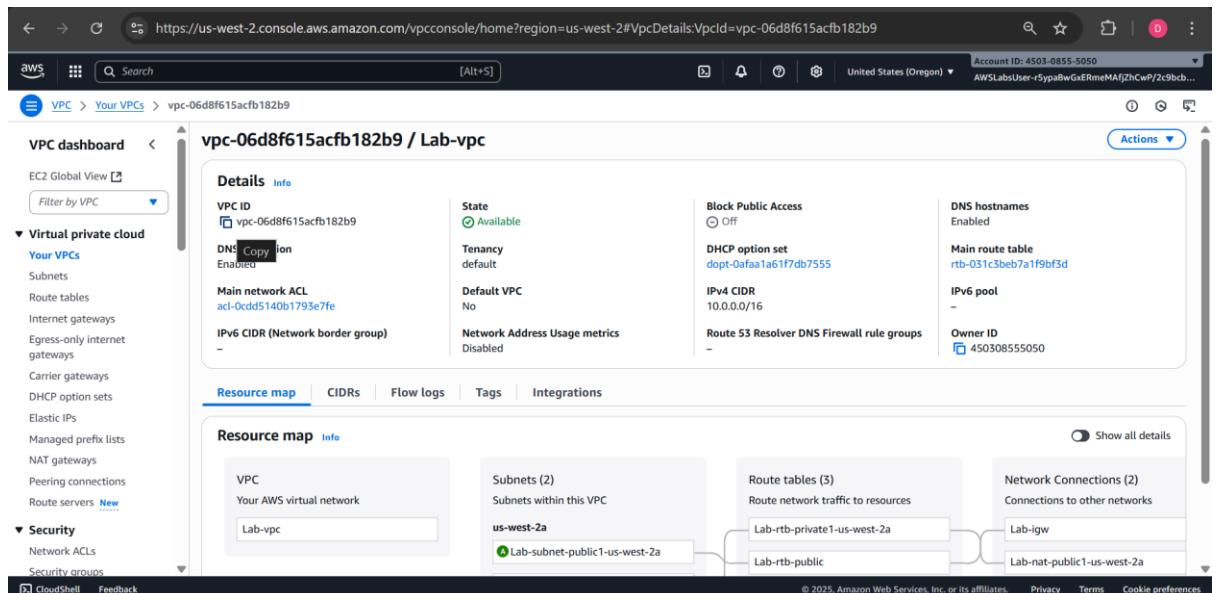 https://us-west-2.console.aws.amazon.com/vpcconsole/home?region=us-west-2#VpcDetails:VpcId=vpc-06d8f615acfb182b9
D
aws
Search
[Alt+S]
United States (Oregon)
Account ID: 4503-0855-5050
AWSLabsUser-r5ypaBwGxERmeMAfjZhCwP/2c9bcb...
VPC > Your VPCs > vpc-06d8f615acfb182b9
VPC dashboard
EC2 Global View
Filter by VPC
Virtual private cloud
Your VPCs
Subnets
Route tables
Internet gateways
Egress-only internet
gateways
Carrier gateways
DHCP option sets
Elastic IPs
Managed prefix lists
NAT gateways
Peering connections
Route servers New
Security
Network ACLs
Security groups
vpc-06d8f615acfb182b9 / Lab-vpc
Actions
Details Info
VPC ID
vpc-06d8f615acfb182b9
State
Available
Block Public Access
Off
DNS hostnames
Enabled
DNS
ion
Copy
Enabled
Tenancy
default
DHCP option set
dopt-0afaa1a61f7db7555
Main route table
rtb-031c3beb7a1f9bf3d
Main network ACL
acl-0cdd5140b1793e7fe
Default VPC
No
IPv4 CIDR
10.0.0.0/16
IPv6 pool
–
IPv6 CIDR (Network border group)
–
Network Address Usage metrics
Disabled
Route 53 Resolver DNS Firewall rule groups
–
Owner ID
450308555050
Resource map
CIDRs
Flow logs
Tags
Integrations
Resource map Info
Show all details
VPC
Your AWS virtual network
Lab-vpc
Subnets (2)
Subnets within this VPC
us-west-2a
A Lab-subnet-public1-us-west-2a
Route tables (3)
Route network traffic to resources
Lab-rtb-private1-us-west-2a
Lab-rtb-public
Network Connections (2)
Connections to other networks
Lab-igw
Lab-nat-public1-us-west-2a
CloudShell
Feedback
© 2025, Amazon Web Services, Inc. or its affiliates.
Privacy
Terms
Cookie preferences